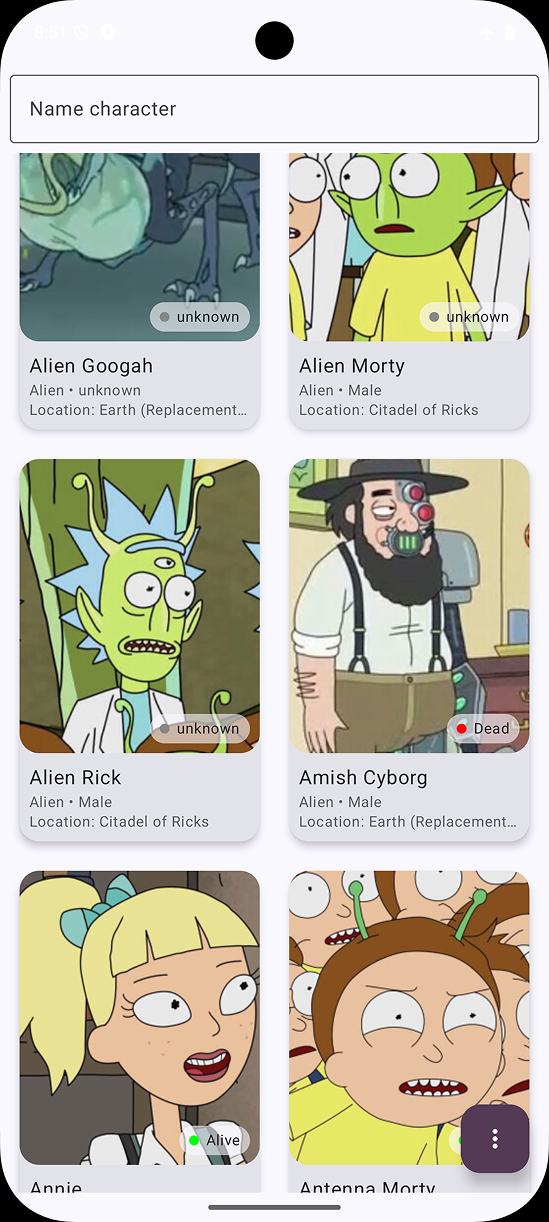 8:51
Name character
unknown
unknown
Alien Googah
Alien • unknown
Location: Earth (Replacement…
Alien Morty
Alien • Male
Location: Citadel of Ricks
unknown
Dead
Alien Rick
Alien • Male
Location: Citadel of Ricks
Amish Cyborg
Alien • Male
Location: Earth (Replacement…
Alive
Annie
Antenna Morty